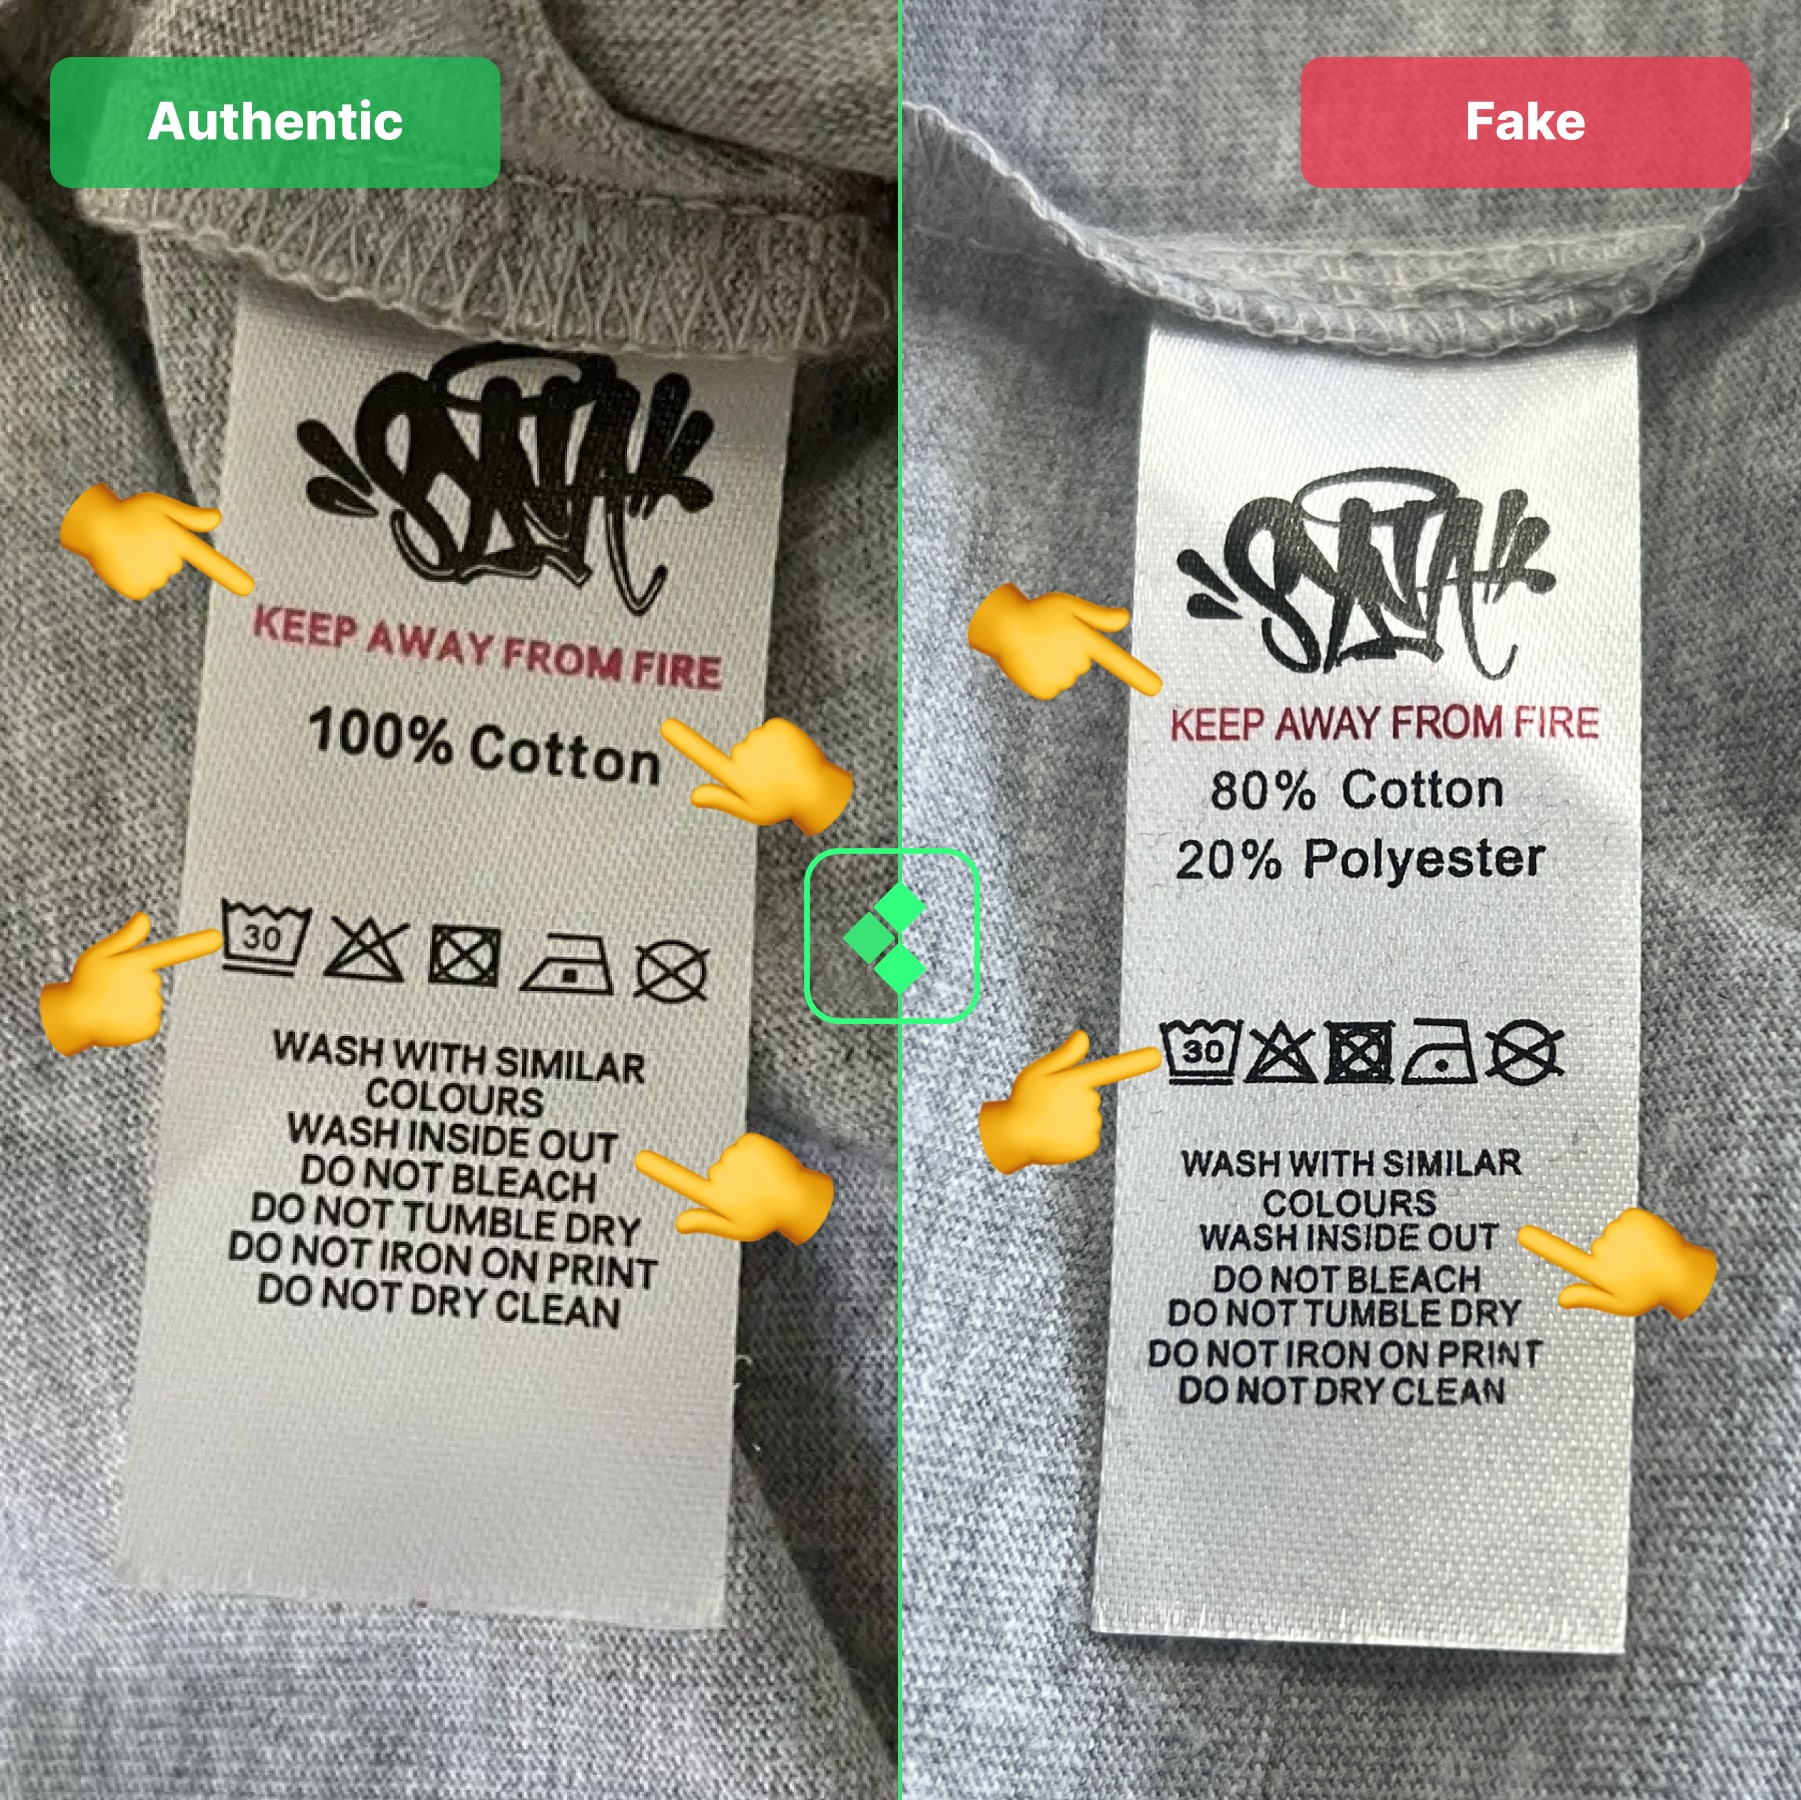 Authentic
SYNA
KEEP AWAY FROM FIRE
100% Cotton
30
WASH WITH SIMILAR
COLOURS
WASH INSIDE OUT
DO NOT BLEACH
DO NOT TUMBLE DRY
DO NOT IRON ON PRINT
DO NOT DRY CLEAN
Fake
SYNA
KEEP AWAY FROM FIRE
80% Cotton
20% Polyester
30
WASH WITH SIMILAR
COLOURS
WASH INSIDE OUT
DO NOT BLEACH
DO NOT TUMBLE DRY
DO NOT IRON ON PRINT
DO NOT DRY CLEAN